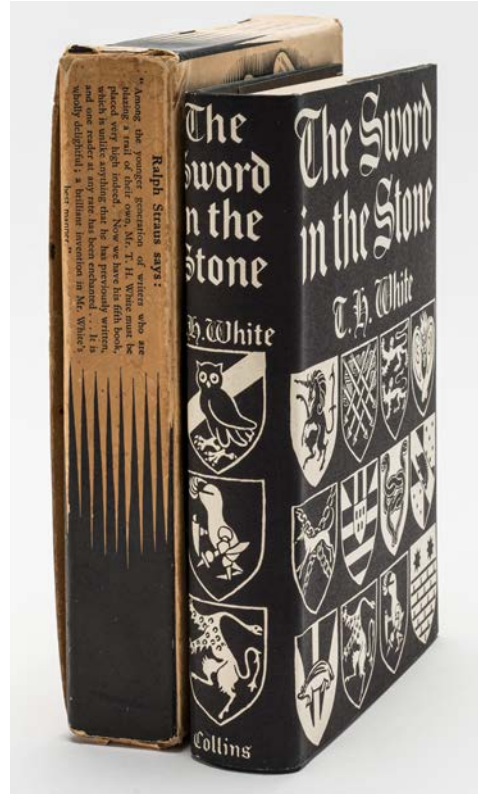 Ralph Straus says:
"Among the younger generation of writers who are
blazing a trail of their own, Mr. T. H. White must be
placed very high indeed. Now we have his fifth book,
which is unlike anything that he has previously written,
and one reader at any rate has been enchanted . . . It is
wholly delightful; a brilliant invention in Mr. White's
best manner."
The
Sword
in the
Stone
T.H.White
Collins
The Sword
in the Stone
T.H. White